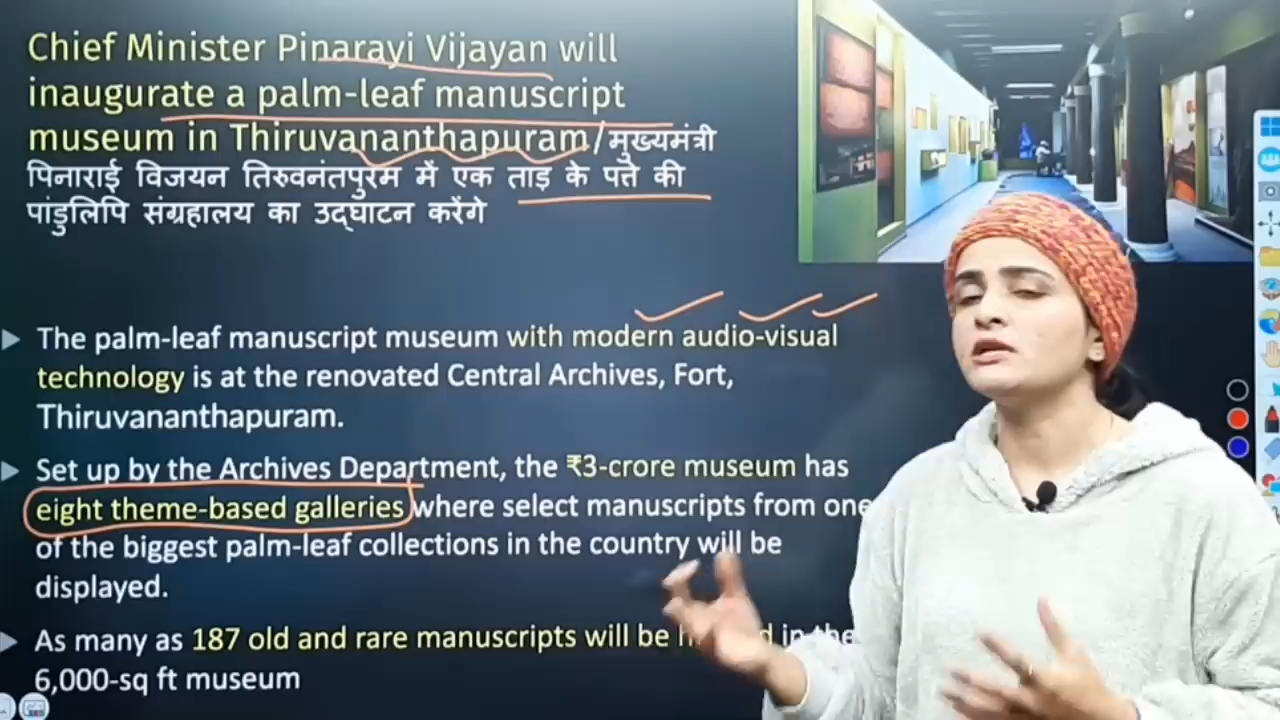 Chief Minister Pinarayi Vijayan will
inaugurate a palm-leaf manuscript
museum in Thiruvananthapuram/मुख्यमंत्री
पिनाराई विजयन तिरुवनंतपुरम में एक ताड़ के पत्ते की
पांडुलिपि संग्रहालय का उद्घाटन करेंगे
The palm-leaf manuscript museum with modern audio-visual
technology is at the renovated Central Archives, Fort,
Thiruvananthapuram.
Set up by the Archives Department, the ₹3-crore museum has
eight theme-based galleries where select manuscripts from one
of the biggest palm-leaf collections in the country will be
displayed.
As many as 187 old and rare manuscripts will be in the
6,000-sq ft museum